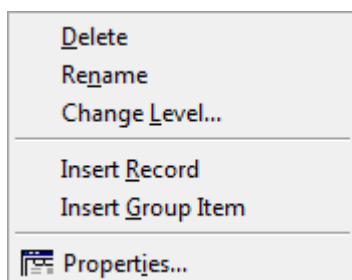 Delete
Rename
Change Level...
Insert Record
Insert Group Item
Properties...